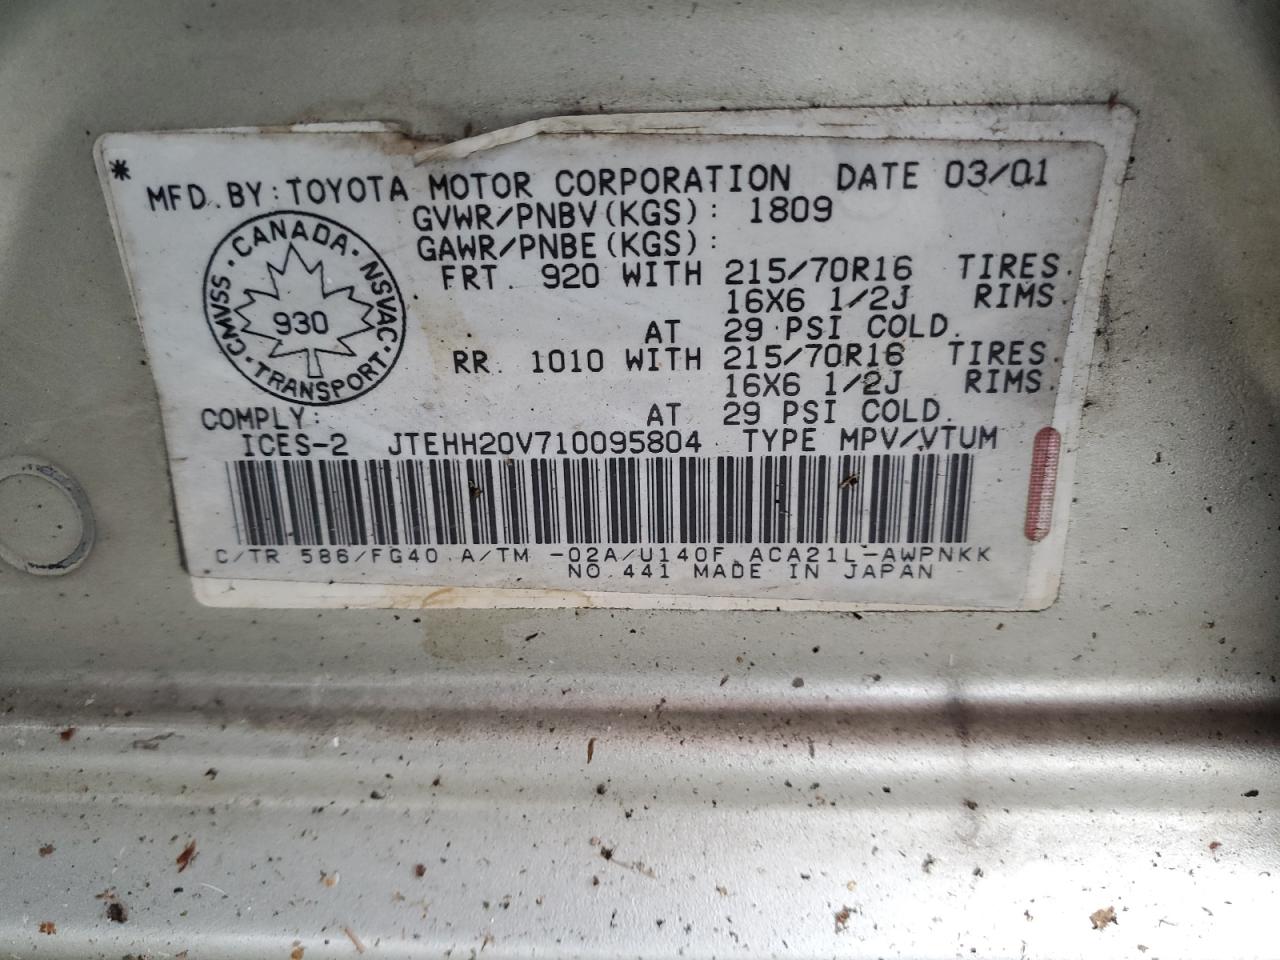 *
MFD. BY: TOYOTA MOTOR CORPORATION DATE 03/01
GVWR/PNBV(KGS): 1809
GAWR/PNBE(KGS):
FRT. 920 WITH 215/70R16 TIRES.
16X6 1/2J RIMS.
AT 29 PSI COLD.
RR. 1010 WITH 215/70R16 TIRES.
16X6 1/2J RIMS.
AT 29 PSI COLD.
CANADA · NSVAC · TRANSPORT · CMVSS ·
930
COMPLY:
ICES-2 JTEHH20V710095804 TYPE MPV/VTUM
C/TR 586/FG40 A/TM -02A/U140F ACA21L-AWPNKK
NO.441 MADE IN JAPAN